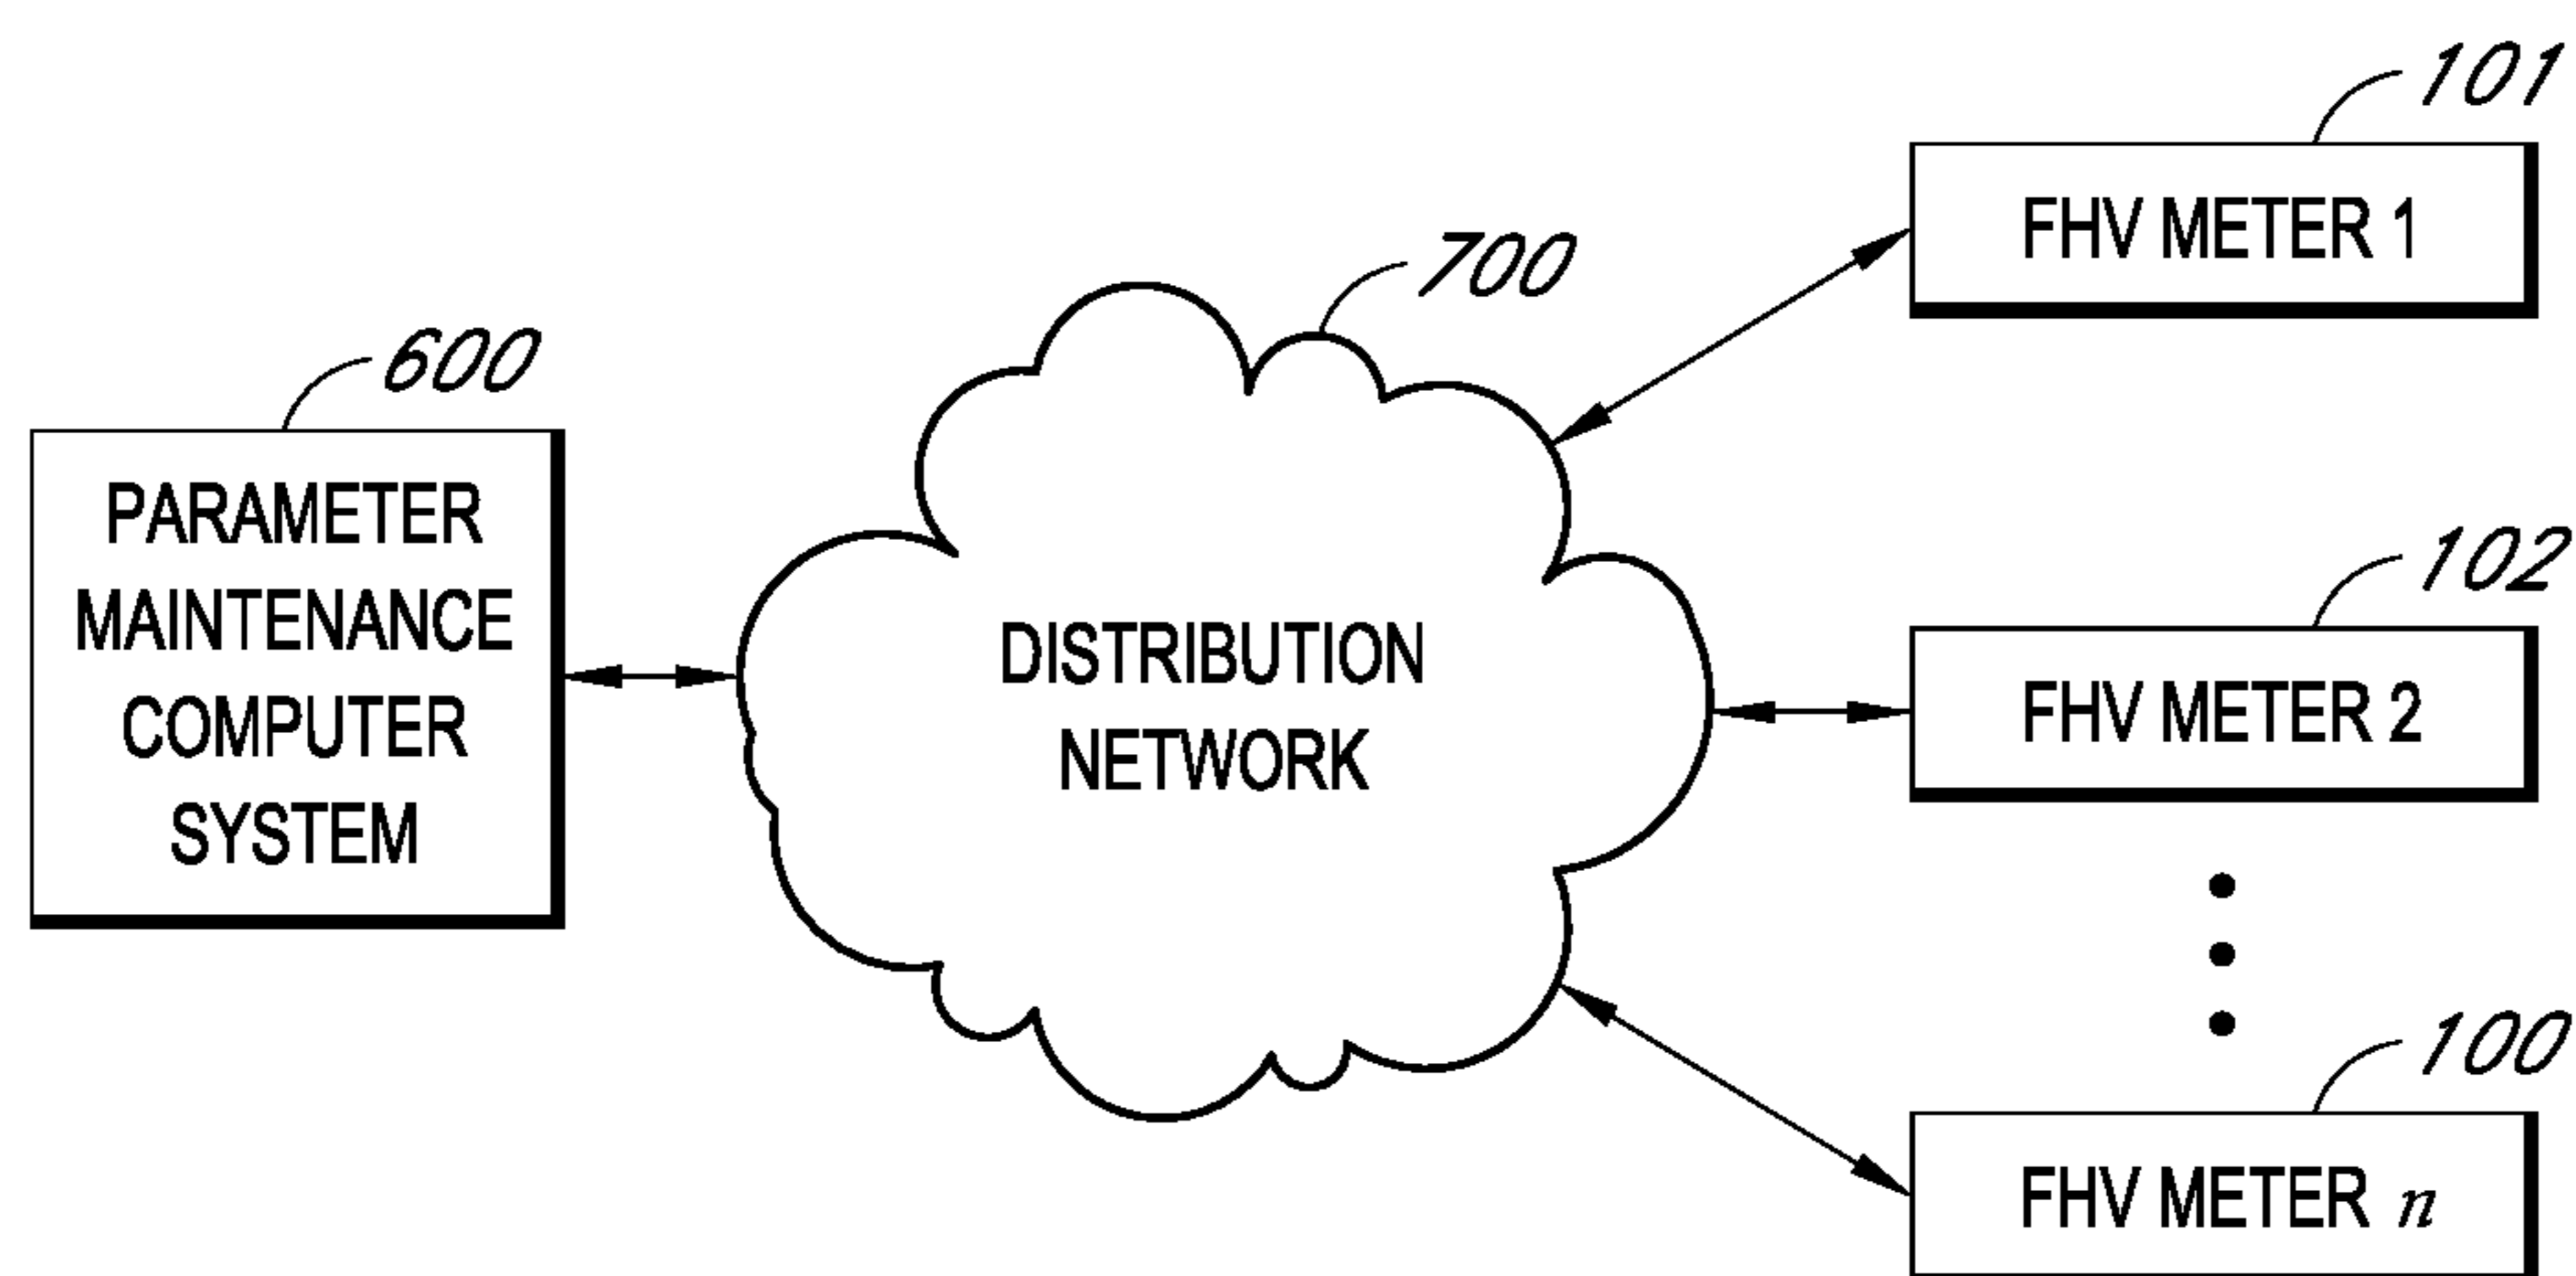 101
FHV METER 1
700
600
PARAMETER
MAINTENANCE
COMPUTER
SYSTEM
DISTRIBUTION
NETWORK
102
FHV METER 2
100
FHV METER n